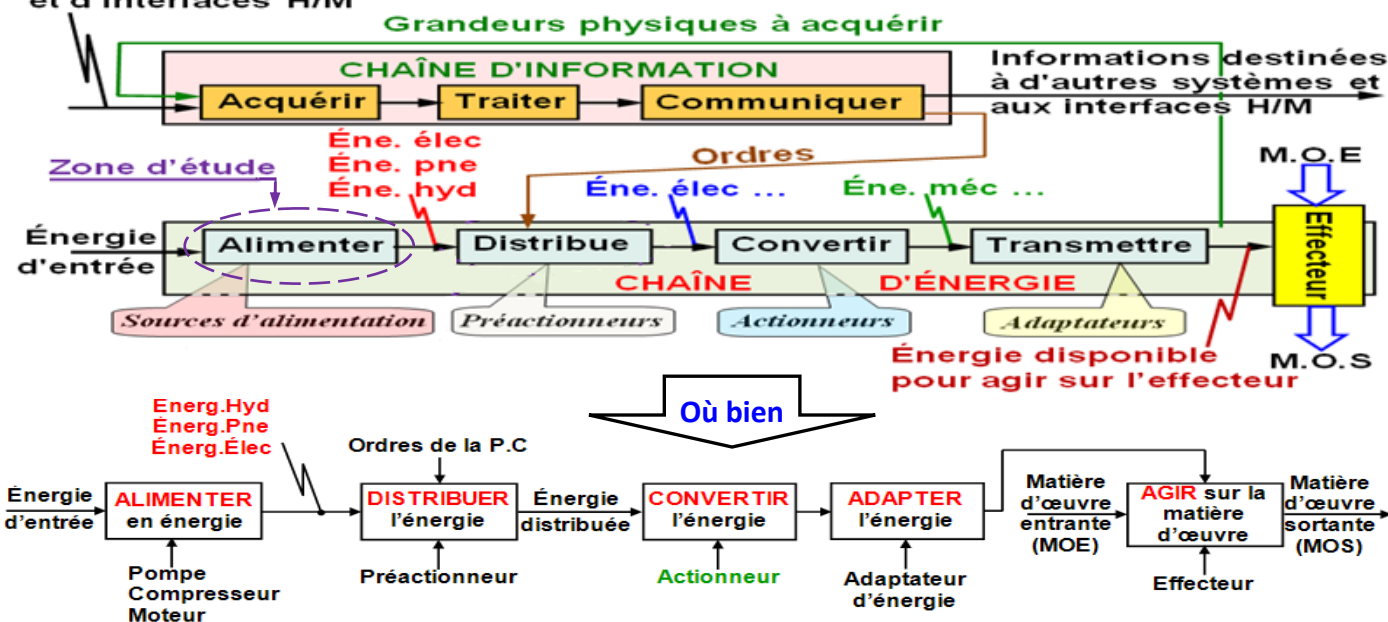 et d'interfaces H/M
Grandeurs physiques à acquérir
CHAÎNE D'INFORMATION
Acquérir
Traiter
Communiquer
Informations destinées
à d'autres systèmes et
aux interfaces H/M
Zone d'étude
Éne. élec
Éne. pne
Éne. hyd
Ordres
Éne. élec ...
Éne. méc ...
M.O.E
Énergie
d'entrée
Alimenter
Distribue
Convertir
Transmettre
Effecteur
CHAÎNE D'ÉNERGIE
Sources d'alimentation
Préactionneurs
Actionneurs
Adaptateurs
Énergie disponible
pour agir sur l'effecteur
M.O.S
Où bien
Energ.Hyd
Énerg.Pne
Énerg.Élec
Ordres de la P.C
Énergie
d'entrée
ALIMENTER
en énergie
DISTRIBUER
l'énergie
Énergie
distribuée
CONVERTIR
l'énergie
ADAPTER
l'énergie
Matière
d'œuvre
entrante
(MOE)
AGIR sur la
matière
d'œuvre
Matière
d'œuvre
sortante
(MOS)
Pompe
Compresseur
Moteur
Préactionneur
Actionneur
Adaptateur
d'énergie
Effecteur